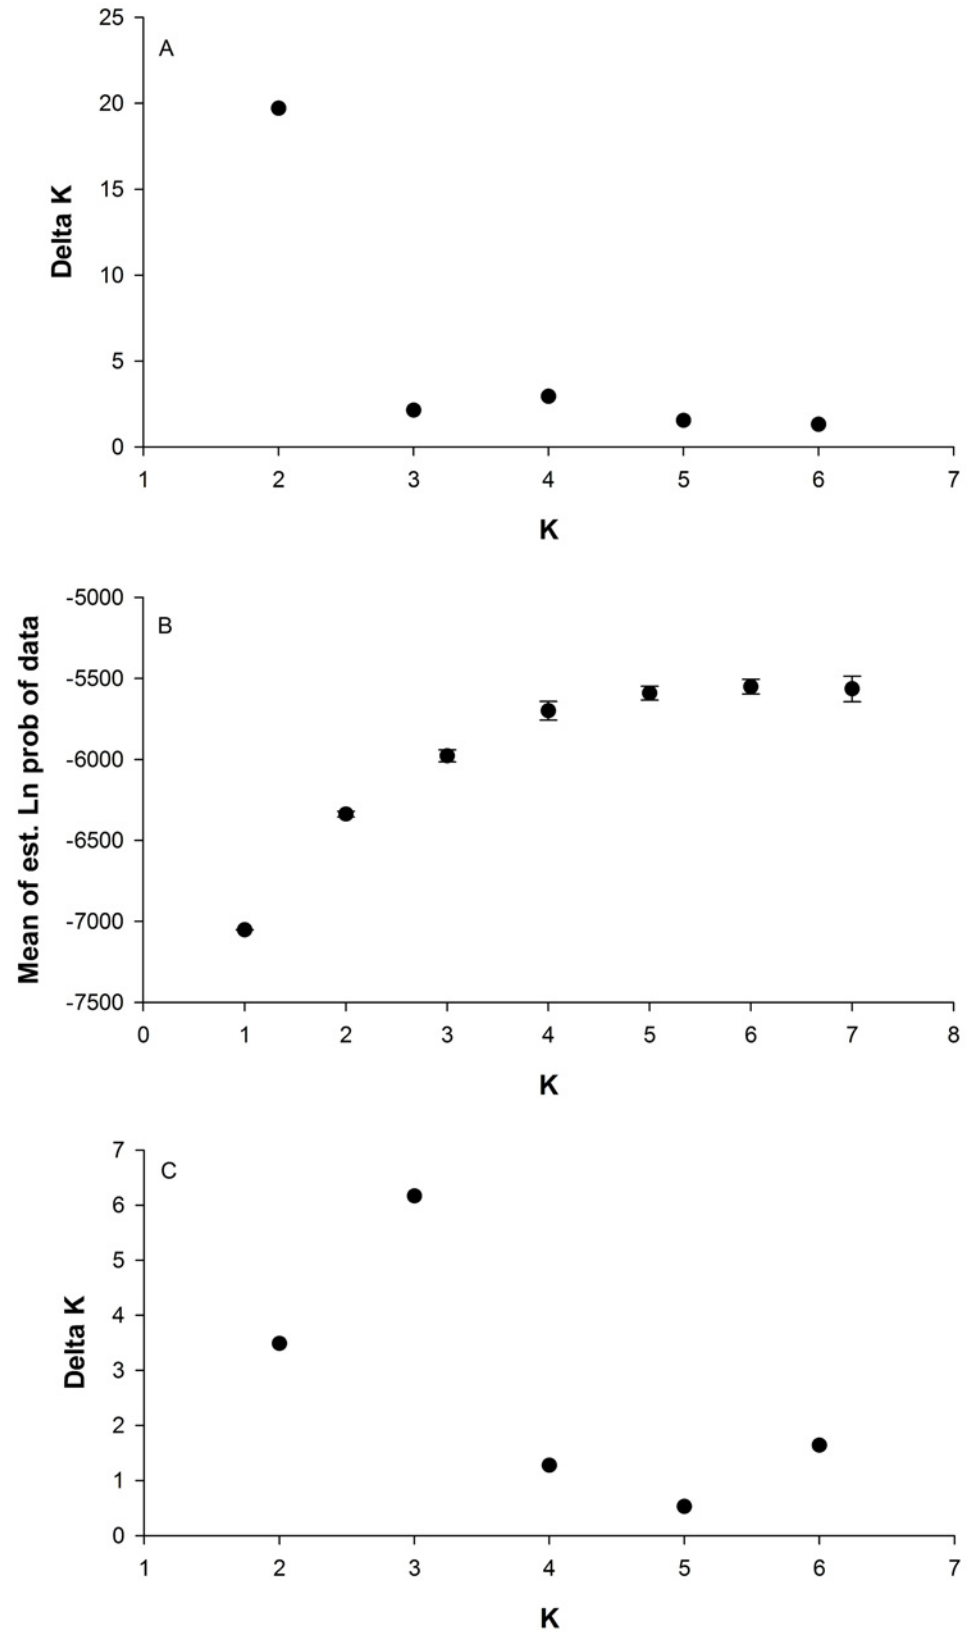 25
A
20
15
10
5
0
Delta K
1 2 3 4 5 6 7
K
-5000
B
-5500
-6000
-6500
-7000
-7500
Mean of est. Ln prob of data
0 1 2 3 4 5 6 7 8
K
7
C
6
5
4
3
2
1
0
Delta K
1 2 3 4 5 6 7
K